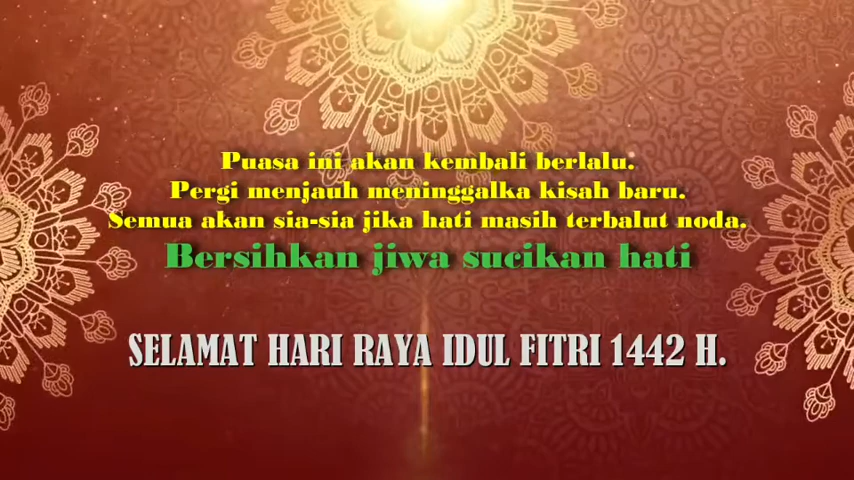 Puasa ini akan kembali berlalu.
Pergi menjauh meninggalka kisah baru.
Semua akan sia-sia jika hati masih terbalut noda.
Bersihkan jiwa sucikan hati
SELAMAT HARI RAYA IDUL FITRI 1442 H.